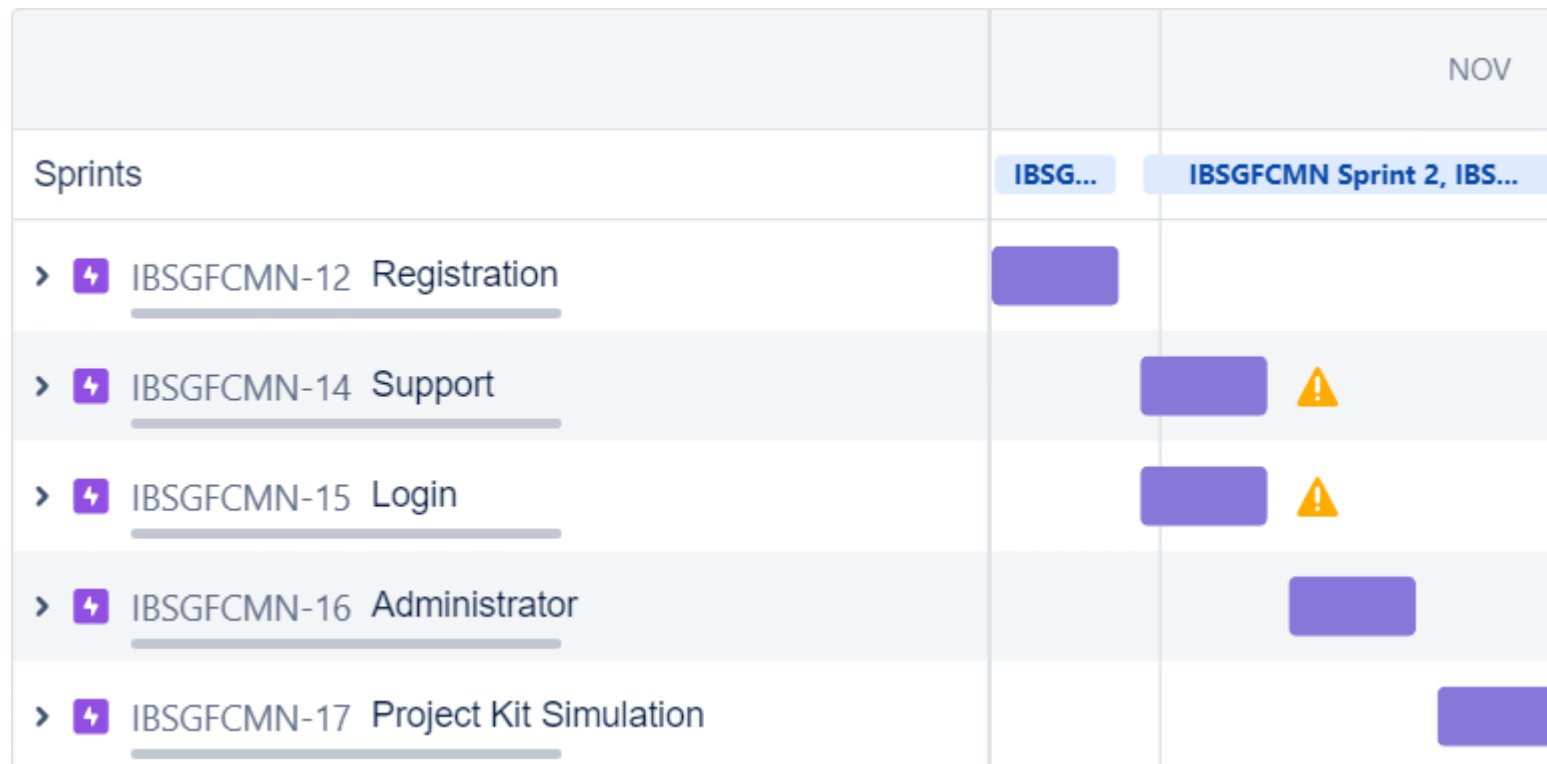 NOV
Sprints IBSG... IBSGFCMN Sprint 2, IBS...
IBSGFCMN-12 Registration
IBSGFCMN-14 Support
IBSGFCMN-15 Login
IBSGFCMN-16 Administrator
IBSGFCMN-17 Project Kit Simulation